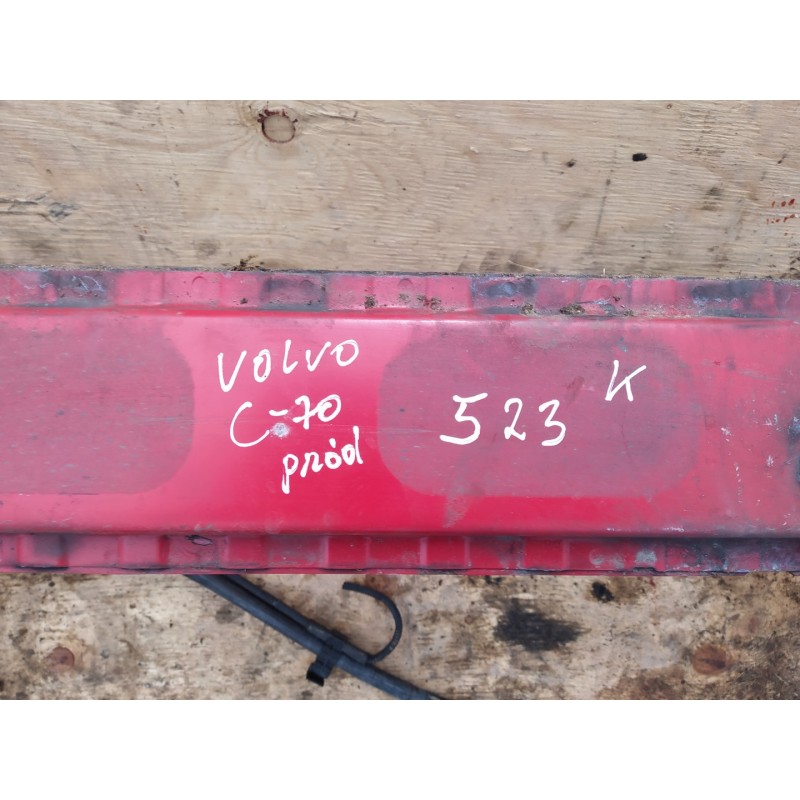 VOLVO
C-70
przód
523 K